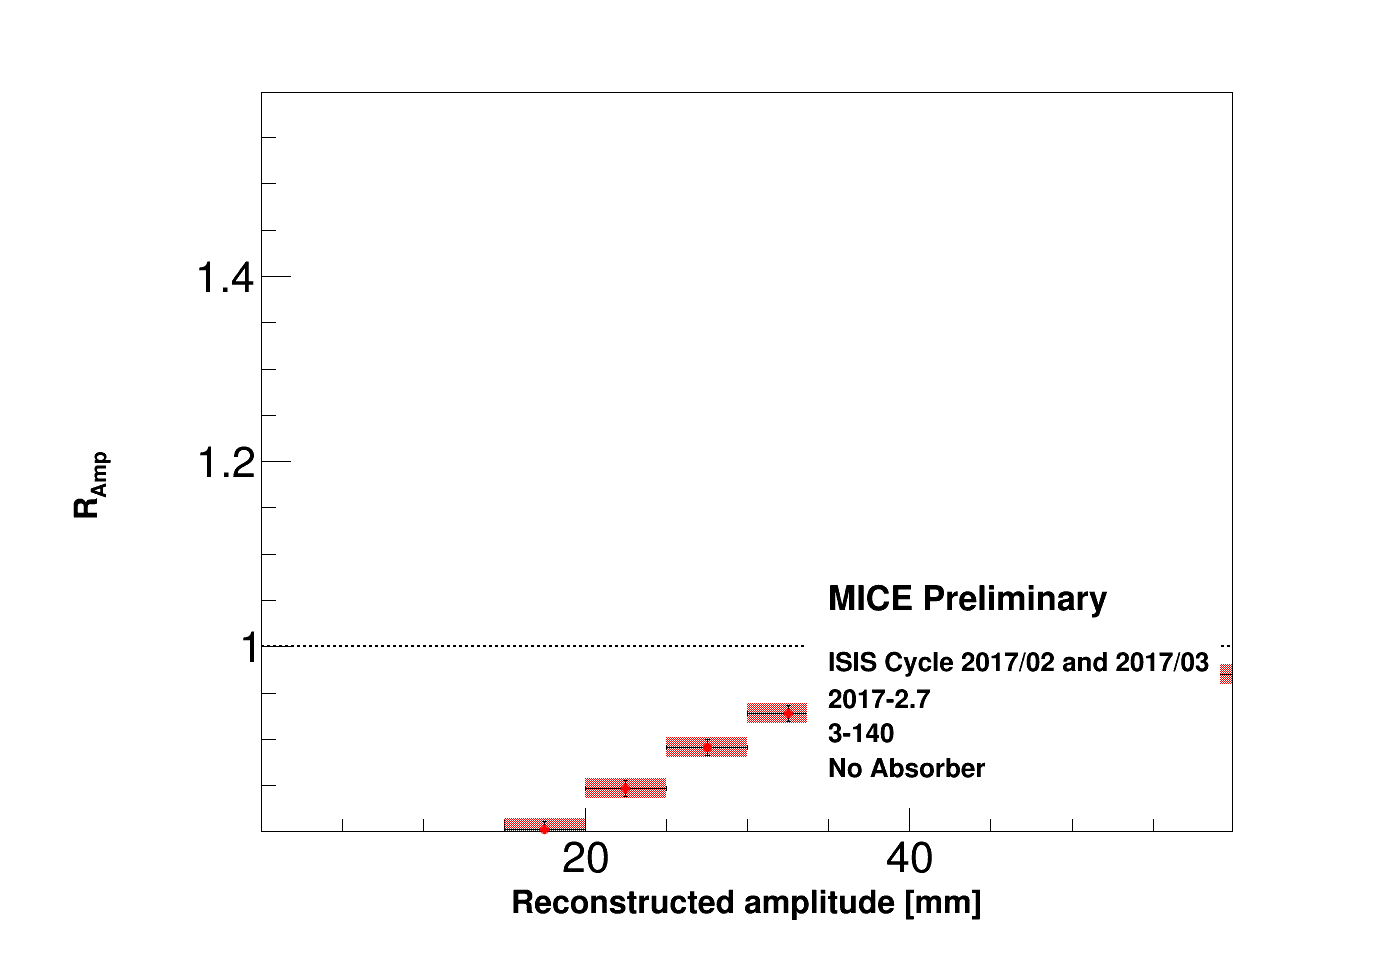 1.4
1.2
1
R_Amp
MICE Preliminary
ISIS Cycle 2017/02 and 2017/03
2017-2.7
3-140
No Absorber
20 40
Reconstructed amplitude [mm]